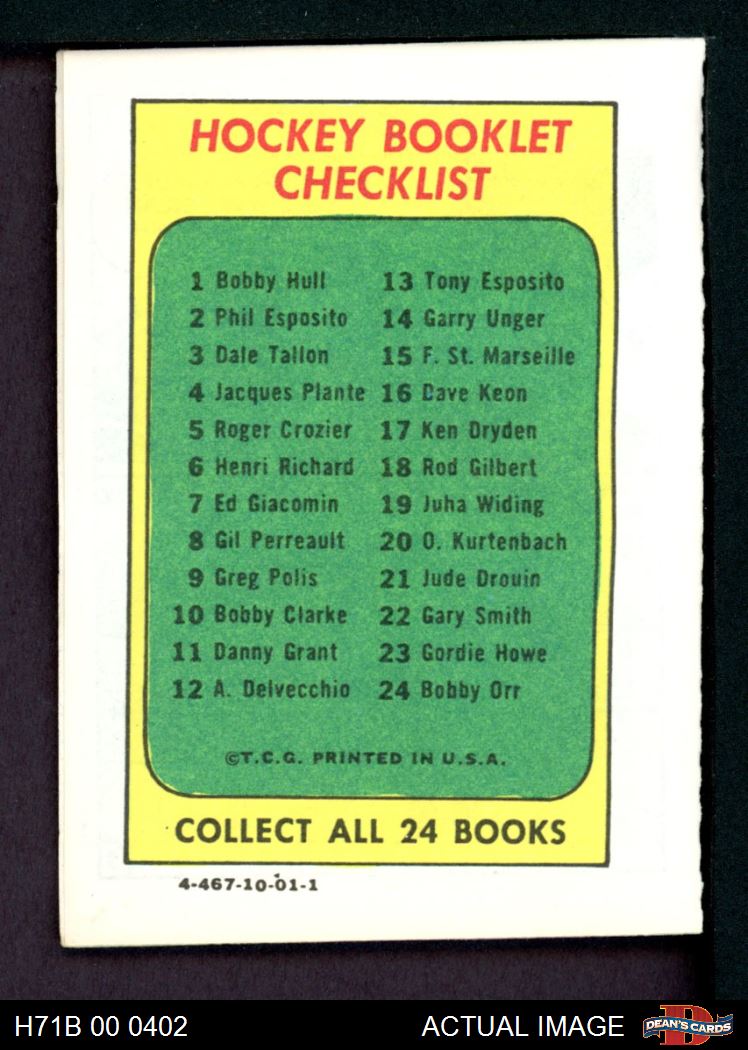 HOCKEY BOOKLET
CHECKLIST
1 Bobby Hull
2 Phil Esposito
3 Dale Tallon
4 Jacques Plante
5 Roger Crozier
6 Henri Richard
7 Ed Giacomin
8 Gil Perreault
9 Greg Polis
10 Bobby Clarke
11 Danny Grant
12 A. Delvecchio
13 Tony Esposito
14 Garry Unger
15 F. St. Marseille
16 Dave Keon
17 Ken Dryden
18 Rod Gilbert
19 Juha Widing
20 O. Kurtenbach
21 Jude Drouin
22 Gary Smith
23 Gordie Howe
24 Bobby Orr
©T.C.G. PRINTED IN U.S.A.
COLLECT ALL 24 BOOKS
4-467-10-01-1
H71B 00 0402
ACTUAL IMAGE
D
DEAN'S CARDS